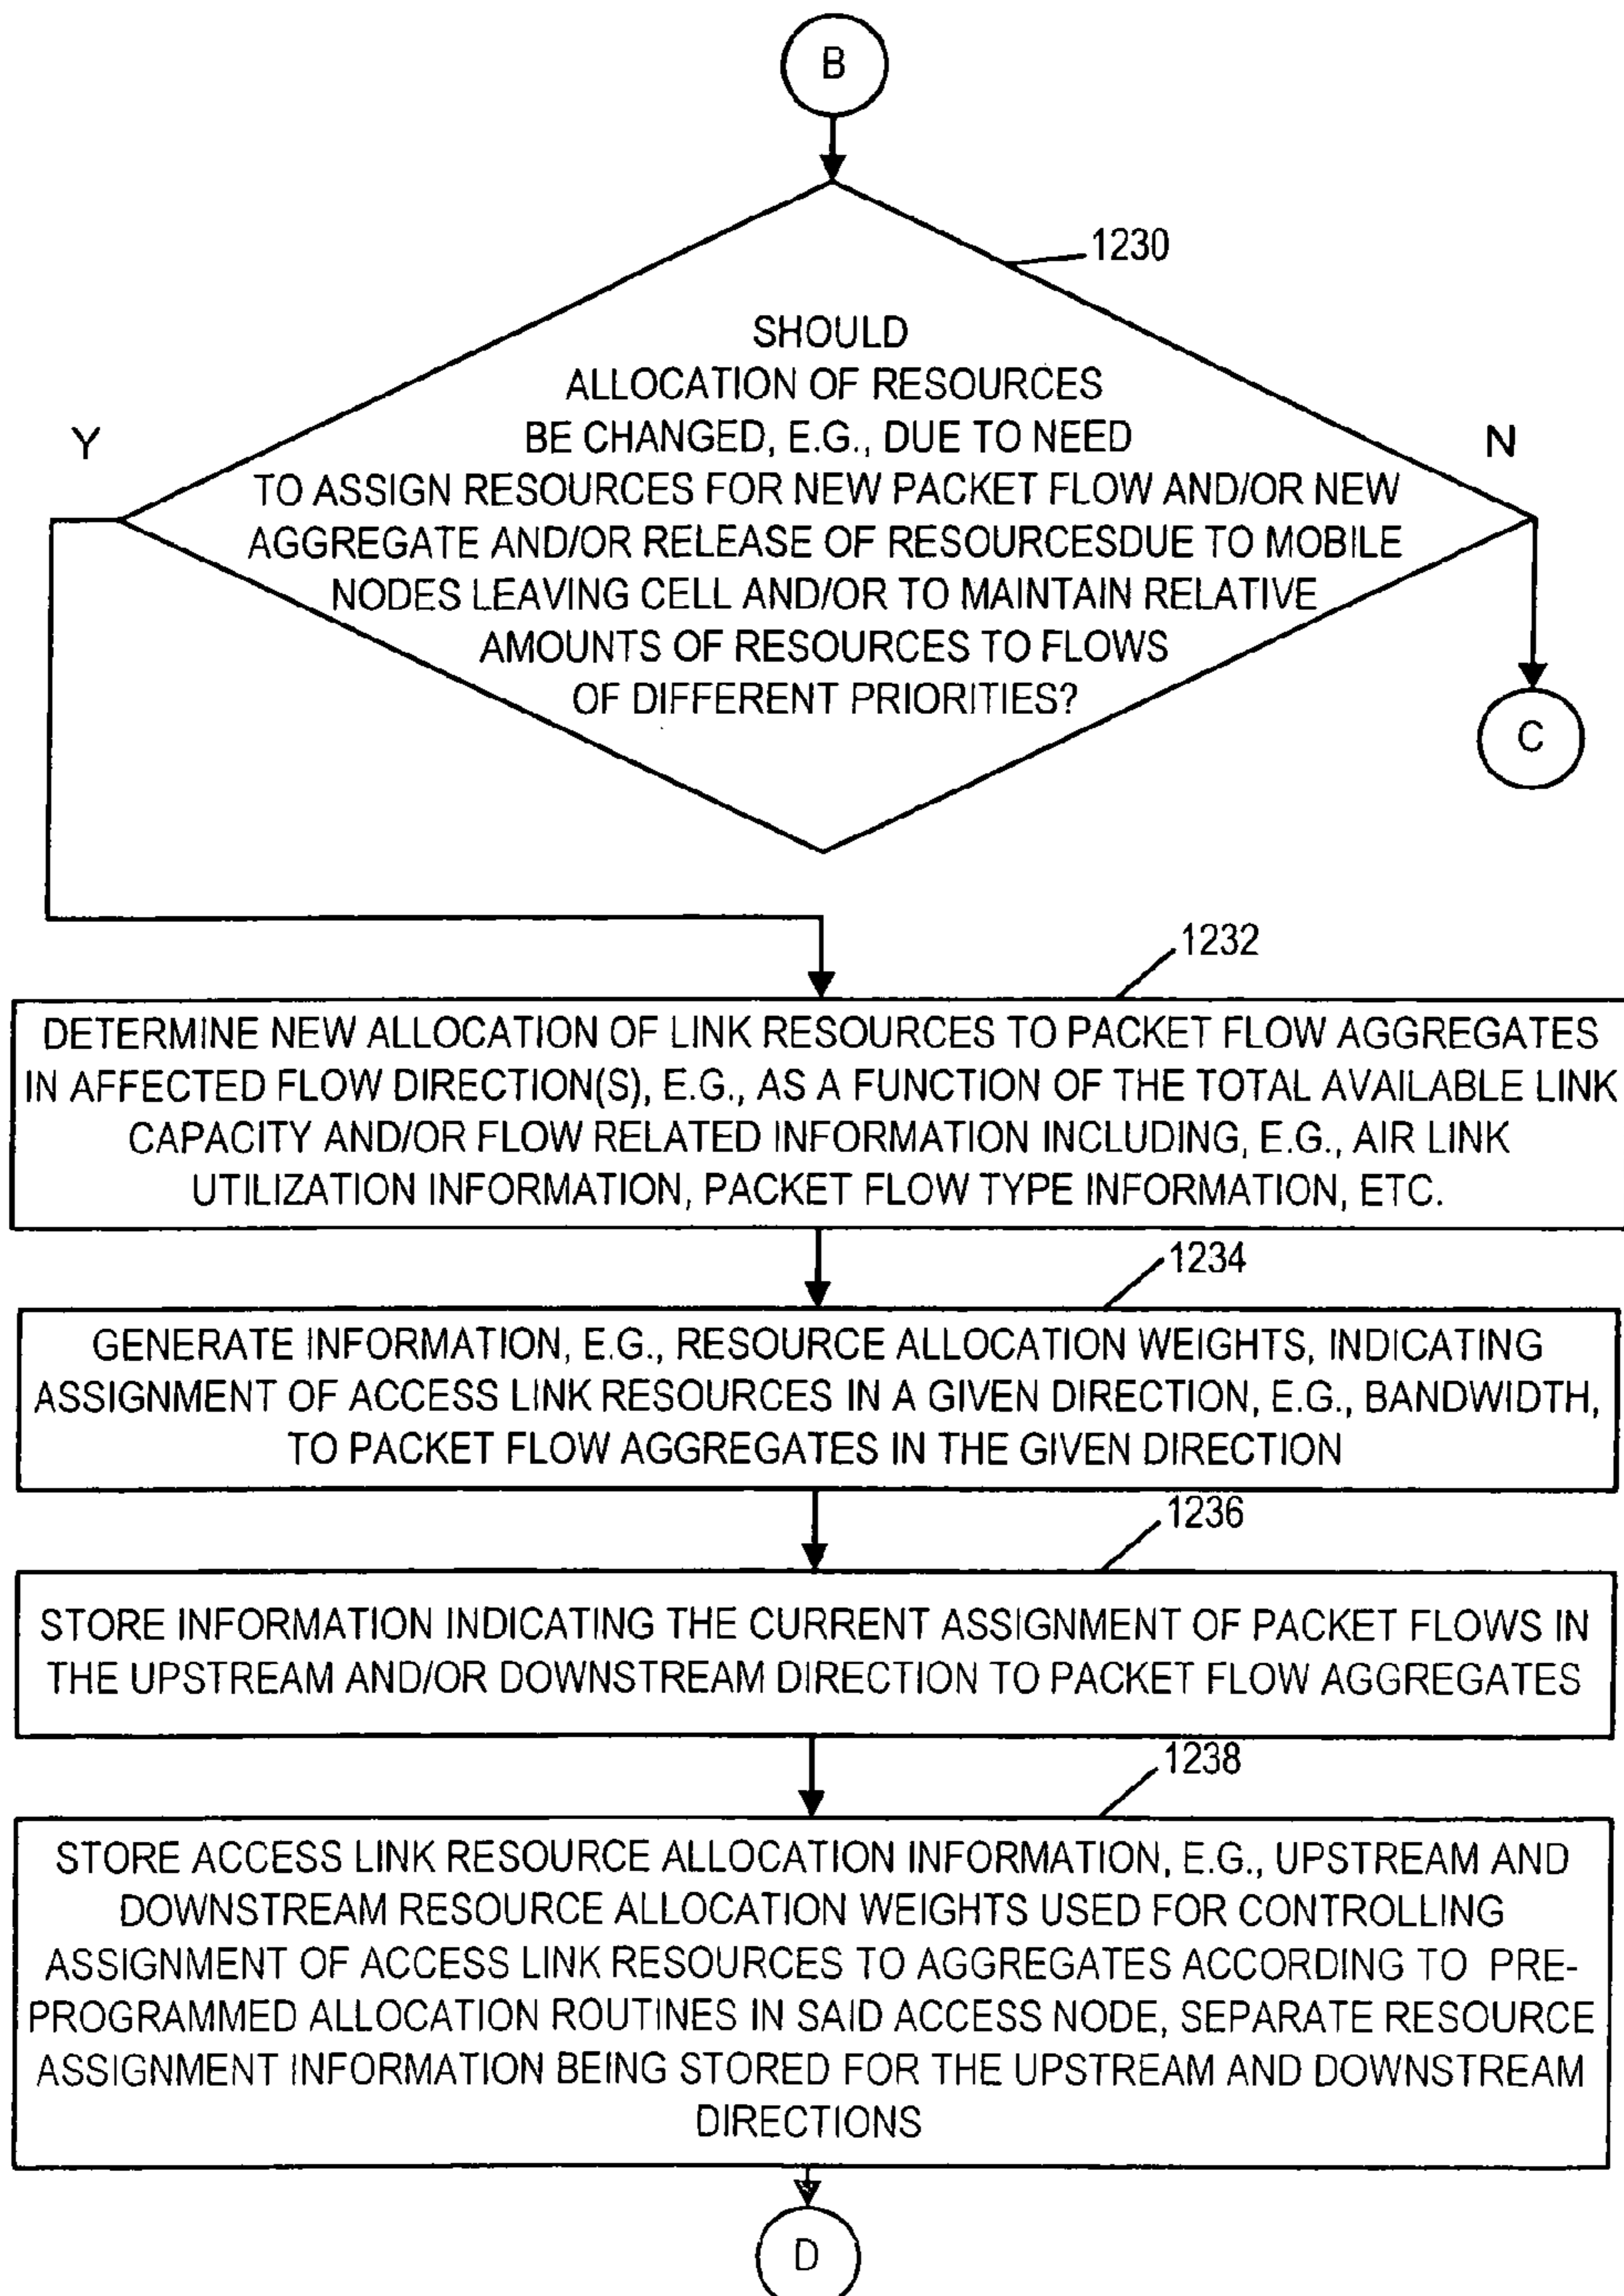 B
1230
SHOULD
ALLOCATION OF RESOURCES
BE CHANGED, E.G., DUE TO NEED
TO ASSIGN RESOURCES FOR NEW PACKET FLOW AND/OR NEW
AGGREGATE AND/OR RELEASE OF RESOURCESDUE TO MOBILE
NODES LEAVING CELL AND/OR TO MAINTAIN RELATIVE
AMOUNTS OF RESOURCES TO FLOWS
OF DIFFERENT PRIORITIES?
Y
N
C
1232
DETERMINE NEW ALLOCATION OF LINK RESOURCES TO PACKET FLOW AGGREGATES
IN AFFECTED FLOW DIRECTION(S), E.G., AS A FUNCTION OF THE TOTAL AVAILABLE LINK
CAPACITY AND/OR FLOW RELATED INFORMATION INCLUDING, E.G., AIR LINK
UTILIZATION INFORMATION, PACKET FLOW TYPE INFORMATION, ETC.
1234
GENERATE INFORMATION, E.G., RESOURCE ALLOCATION WEIGHTS, INDICATING
ASSIGNMENT OF ACCESS LINK RESOURCES IN A GIVEN DIRECTION, E.G., BANDWIDTH,
TO PACKET FLOW AGGREGATES IN THE GIVEN DIRECTION
1236
STORE INFORMATION INDICATING THE CURRENT ASSIGNMENT OF PACKET FLOWS IN
THE UPSTREAM AND/OR DOWNSTREAM DIRECTION TO PACKET FLOW AGGREGATES
1238
STORE ACCESS LINK RESOURCE ALLOCATION INFORMATION, E.G., UPSTREAM AND
DOWNSTREAM RESOURCE ALLOCATION WEIGHTS USED FOR CONTROLLING
ASSIGNMENT OF ACCESS LINK RESOURCES TO AGGREGATES ACCORDING TO PRE-
PROGRAMMED ALLOCATION ROUTINES IN SAID ACCESS NODE, SEPARATE RESOURCE
ASSIGNMENT INFORMATION BEING STORED FOR THE UPSTREAM AND DOWNSTREAM
DIRECTIONS
D